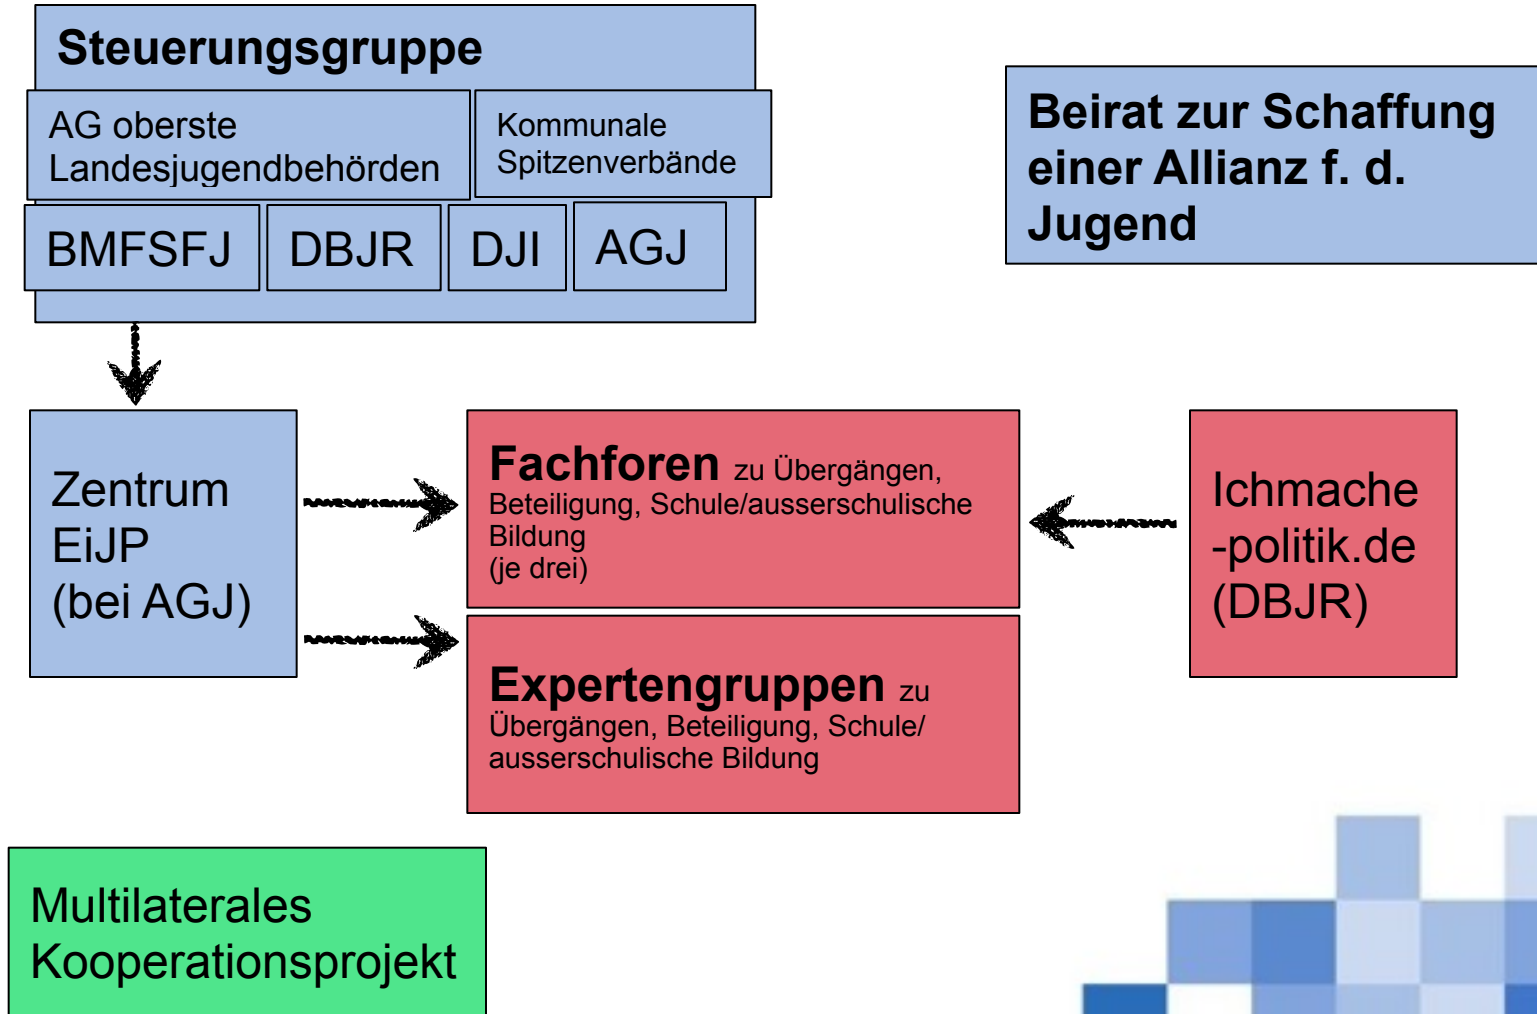 Steuerungsgruppe
AG oberste
Landesjugendbehörden
Kommunale
Spitzenverbände
BMFSFJ
DBJR
DJI
AGJ
Beirat zur Schaffung
einer Allianz f. d.
Jugend
Zentrum
EiJP
(bei AGJ)
Fachforen zu Übergängen,
Beteiligung, Schule/ausserschulische
Bildung
(je drei)
Expertengruppen zu
Übergängen, Beteiligung, Schule/
ausserschulische Bildung
Ichmache
-politik.de
(DBJR)
Multilaterales
Kooperationsprojekt